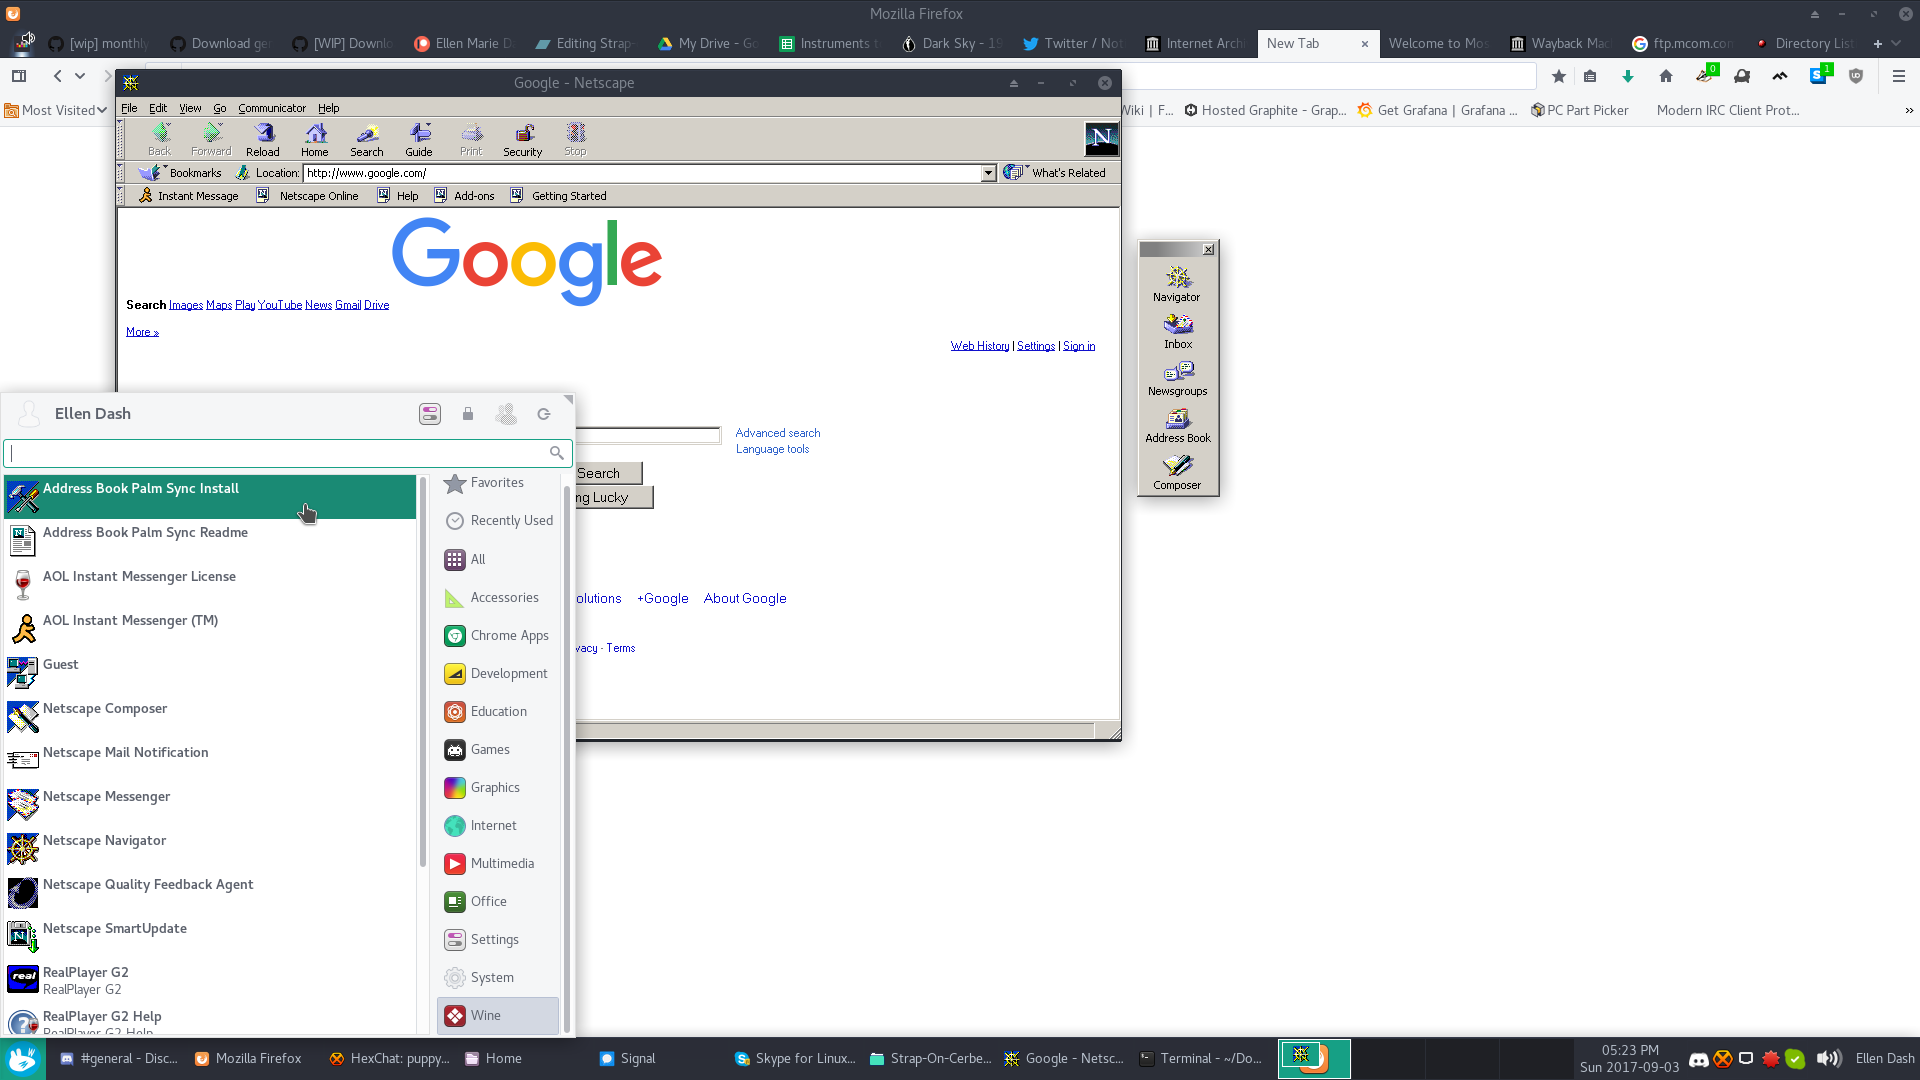 Mozilla Firefox
[wip] monthly
Download ge
[WIP] Downlo
Ellen Marie D
Editing Strap-
My Drive - Go
Instruments t
Dark Sky - 19
Twitter / Not
Internet Archi
New Tab
Welcome to Mos
Wayback Mac
ftp.mcom.com
Directory List
Most Visited
Wiki | F...
Hosted Graphite - Grap...
Get Grafana | Grafana ...
PC Part Picker
Modern IRC Client Prot...
Google - Netscape
File Edit View Go Communicator Help
Back Forward Reload Home Search Guide Print Security Stop
Bookmarks Location: http://www.google.com/ What's Related
Instant Message Netscape Online Help Add-ons Getting Started
Google
Search Images Maps Play YouTube News Gmail Drive
More »
Web History | Settings | Sign in
Advanced search
Language tools
Search
ng Lucky
olutions +Google About Google
vacy - Terms
Navigator
Inbox
Newsgroups
Address Book
Composer
Ellen Dash
Address Book Palm Sync Install
Address Book Palm Sync Readme
AOL Instant Messenger License
AOL Instant Messenger (TM)
Guest
Netscape Composer
Netscape Mail Notification
Netscape Messenger
Netscape Navigator
Netscape Quality Feedback Agent
Netscape SmartUpdate
RealPlayer G2
RealPlayer G2
RealPlayer G2 Help
RealPlayer G2 Help
Favorites
Recently Used
All
Accessories
Chrome Apps
Development
Education
Games
Graphics
Internet
Multimedia
Office
Settings
System
Wine
#general - Disc...
Mozilla Firefox
HexChat: puppy...
Home
Signal
Skype for Linux...
Strap-On-Cerbe...
Google - Netsc...
Terminal - ~/Do...
05:23 PM
Sun 2017-09-03
Ellen Dash